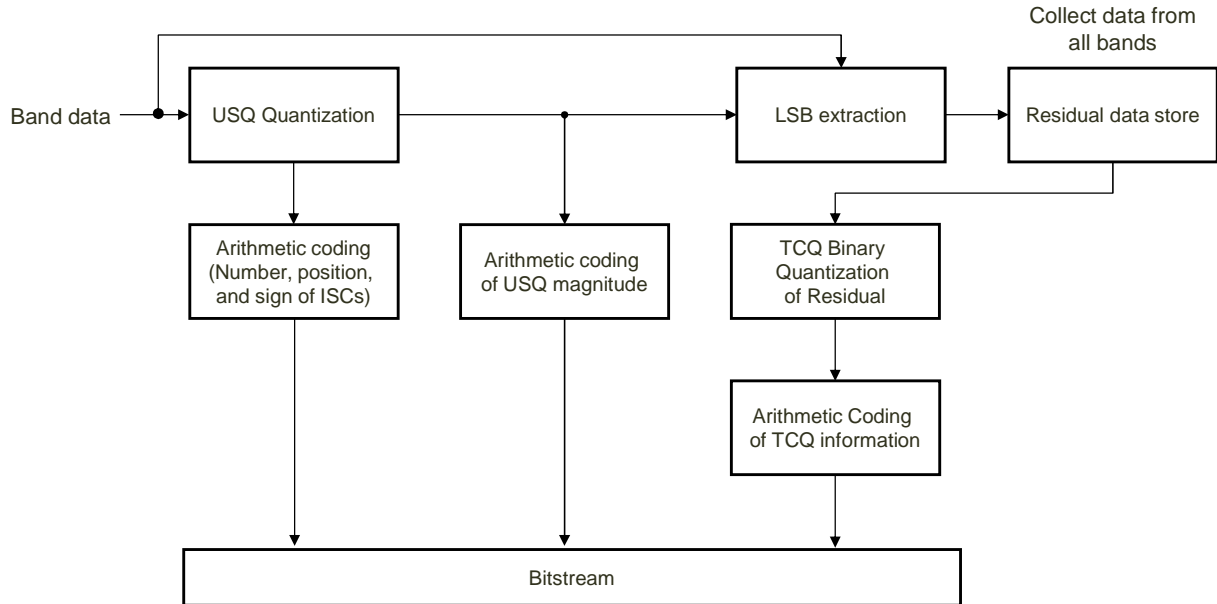 Collect data from
all bands
Band data
USQ Quantization
LSB extraction
Residual data store
Arithmetic coding
(Number, position,
and sign of ISCs)
Arithmetic coding
of USQ magnitude
TCQ Binary
Quantization
of Residual
Arithmetic Coding
of TCQ information
Bitstream